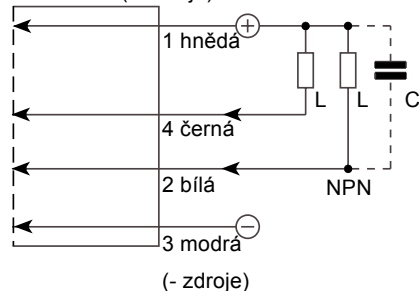 1 hnědá
+
L
L
C
4 černá
2 bílá
NPN
−
3 modrá
(- zdroje)